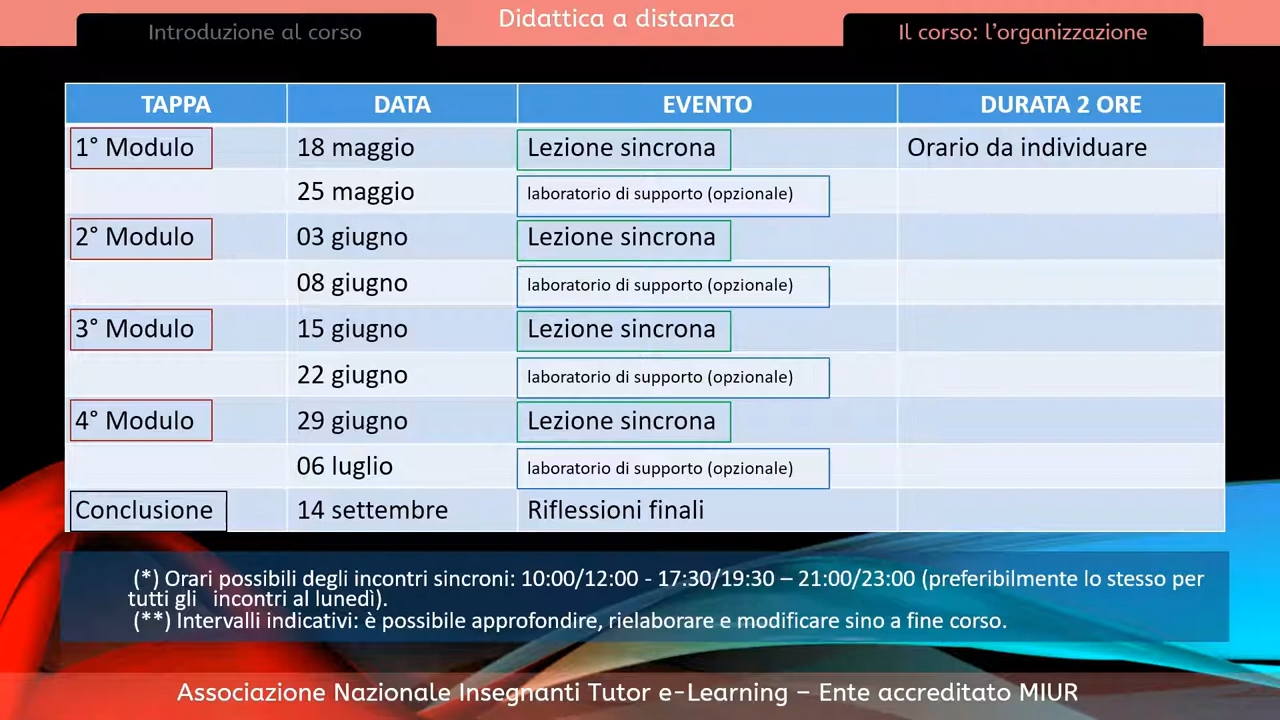 Didattica a distanza
Introduzione al corso
Il corso: l’organizzazione
TAPPA DATA EVENTO DURATA 2 ORE
1° Modulo 18 maggio Lezione sincrona Orario da individuare
25 maggio laboratorio di supporto (opzionale)
2° Modulo 03 giugno Lezione sincrona
08 giugno laboratorio di supporto (opzionale)
3° Modulo 15 giugno Lezione sincrona
22 giugno laboratorio di supporto (opzionale)
4° Modulo 29 giugno Lezione sincrona
06 luglio laboratorio di supporto (opzionale)
Conclusione 14 settembre Riflessioni finali
(*) Orari possibili degli incontri sincroni: 10:00/12:00 - 17:30/19:30 – 21:00/23:00 (preferibilmente lo stesso per
tutti gli incontri al lunedì).
(**) Intervalli indicativi: è possibile approfondire, rielaborare e modificare sino a fine corso.
Associazione Nazionale Insegnanti Tutor e-Learning – Ente accreditato MIUR